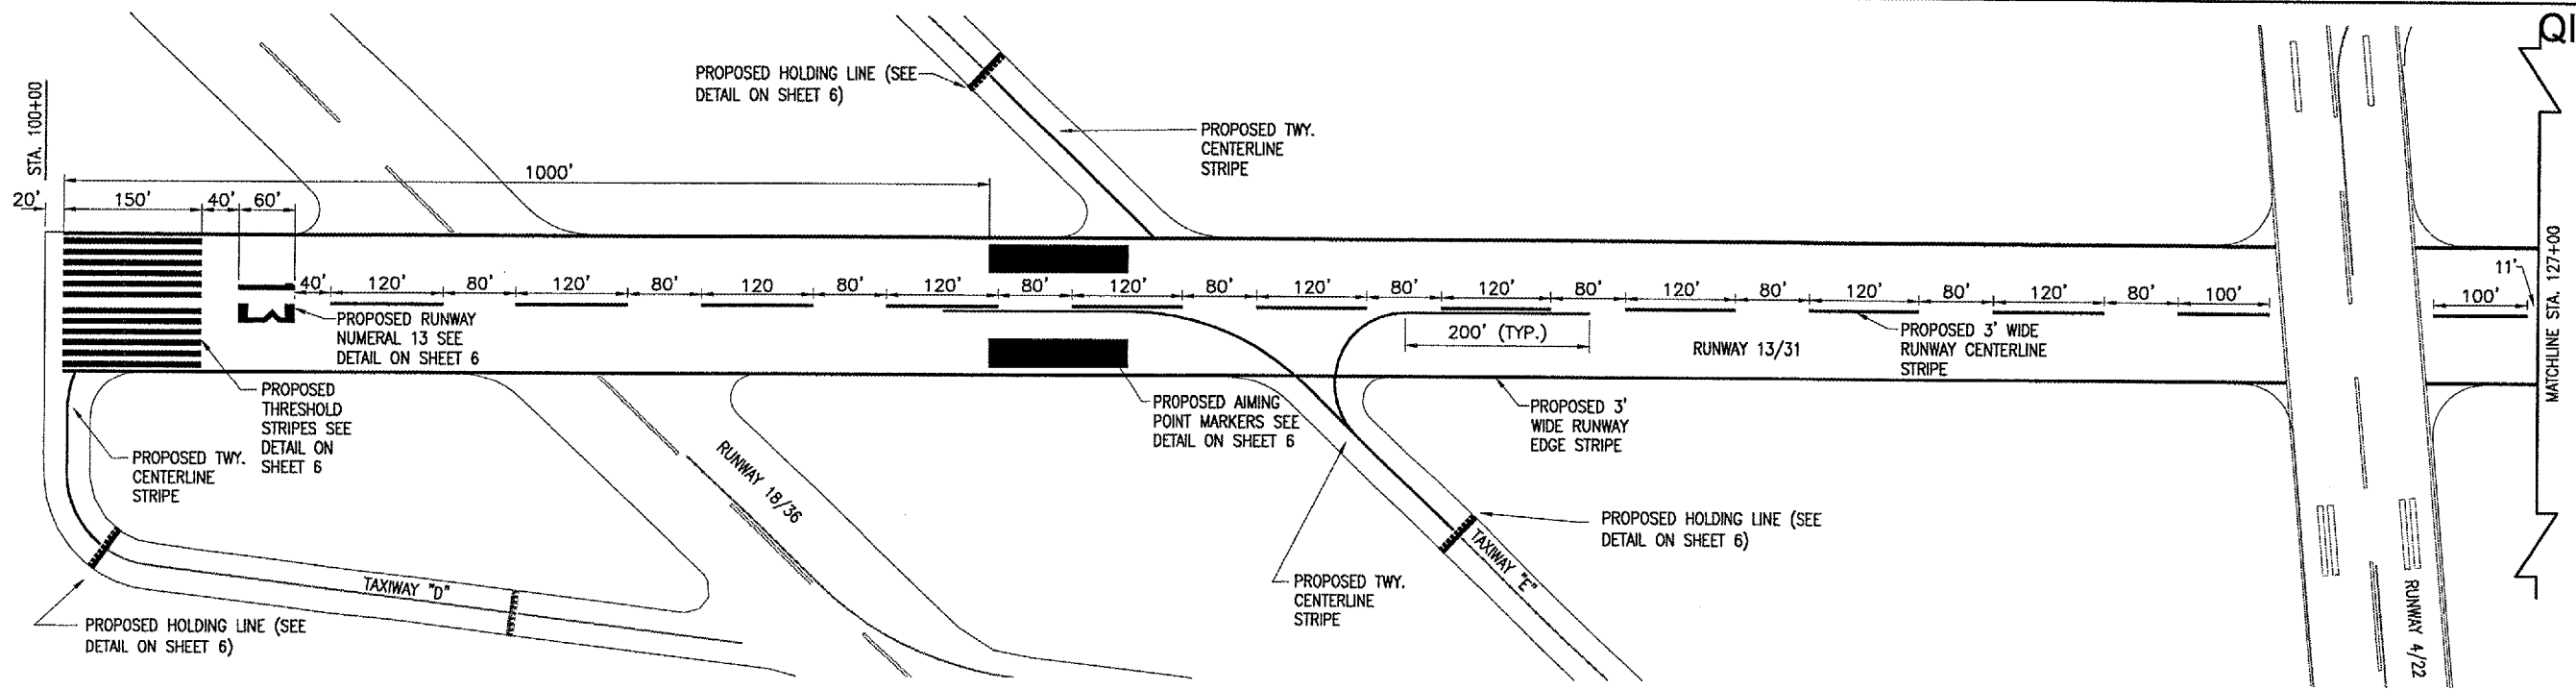 QI
PROPOSED HOLDING LINE (SEE
DETAIL ON SHEET 6)
STA. 100+00
PROPOSED TWY.
CENTERLINE
STRIPE
1000'
20'
150'
40'
60'
MATCHLINE STA. 127+00
11'
40'
120'
80'
120'
80'
120'
80'
120'
80'
120'
80'
120'
80'
120'
80'
120'
80'
120'
80'
120'
80'
100'
100'
PROPOSED RUNWAY
NUMERAL 13 SEE
DETAIL ON SHEET 6
200' (TYP.)
RUNWAY 13/31
PROPOSED 3' WIDE
RUNWAY CENTERLINE
STRIPE
PROPOSED
THRESHOLD
STRIPES SEE
DETAIL ON
SHEET 6
PROPOSED AIMING
POINT MARKERS SEE
DETAIL ON SHEET 6
PROPOSED 3'
WIDE RUNWAY
EDGE STRIPE
PROPOSED TWY.
CENTERLINE
STRIPE
RUNWAY 18/36
PROPOSED HOLDING LINE (SEE
DETAIL ON SHEET 6)
TAXIWAY "E"
TAXIWAY "D"
PROPOSED TWY.
CENTERLINE
STRIPE
RUNWAY 4/22
PROPOSED HOLDING LINE (SEE
DETAIL ON SHEET 6)